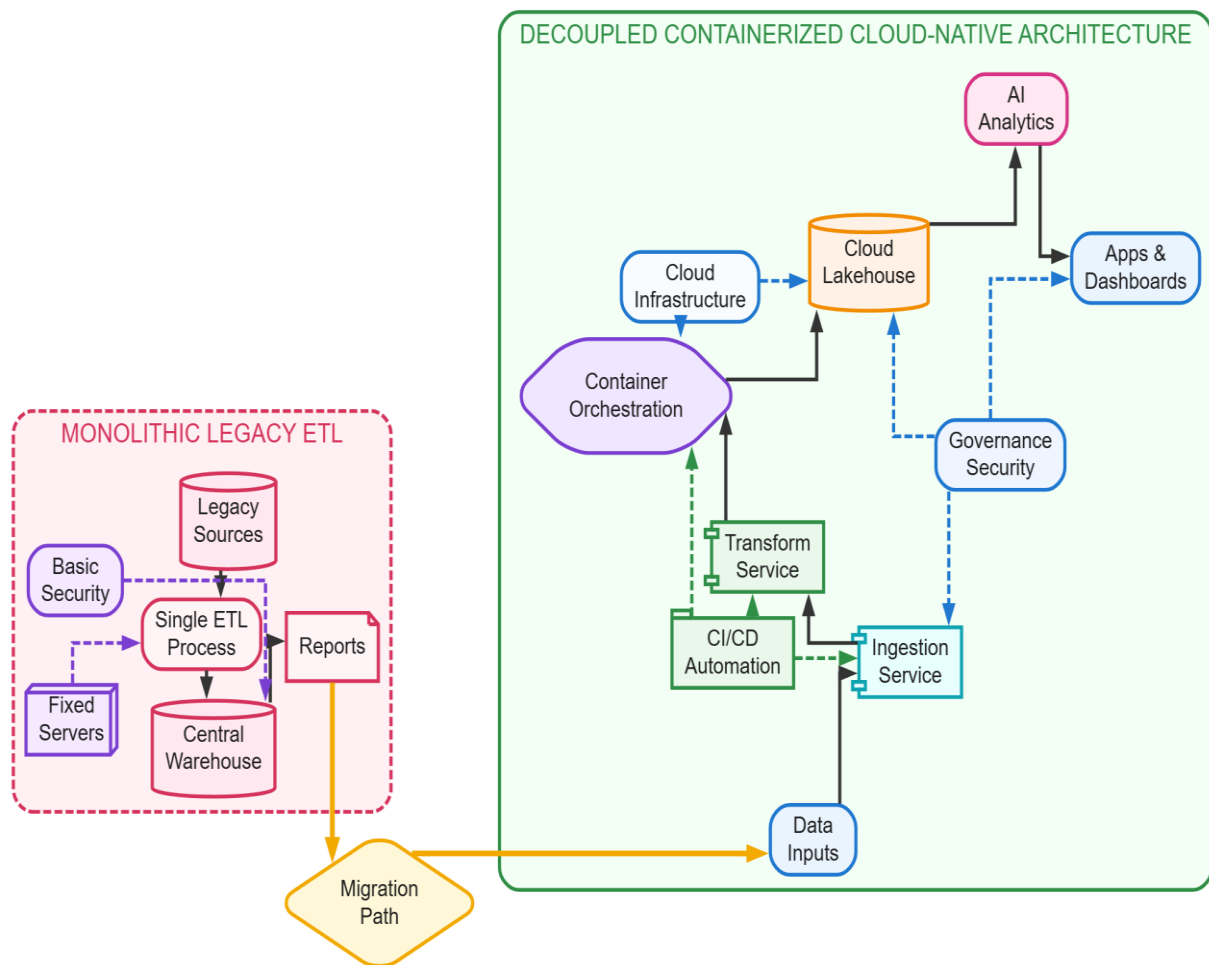 DECOUPLED CONTAINERIZED CLOUD-NATIVE ARCHITECTURE
AI
Analytics
Cloud
Lakehouse
Apps &
Dashboards
Cloud
Infrastructure
Container
Orchestration
Governance
Security
Transform
Service
CI/CD
Automation
Ingestion
Service
Data
Inputs
MONOLITHIC LEGACY ETL
Legacy
Sources
Basic
Security
Single ETL
Process
Reports
Fixed
Servers
Central
Warehouse
Migration
Path